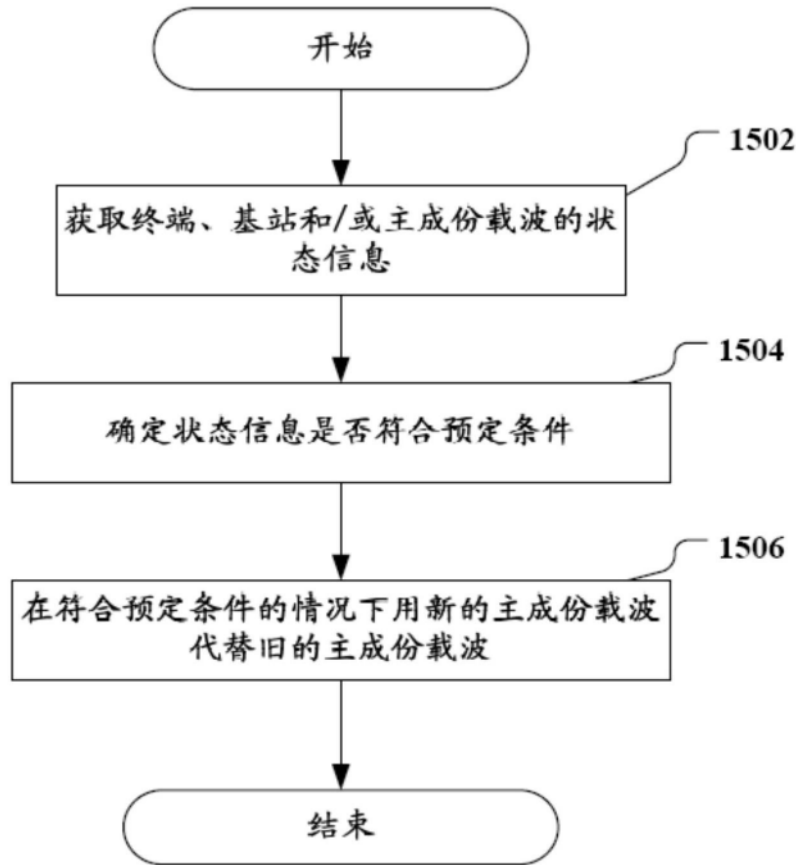 开始
1502
获取终端、基站和/或主成份载波的状
态信息
1504
确定状态信息是否符合预定条件
1506
在符合预定条件的情况下用新的主成份载波
代替旧的主成份载波
结束